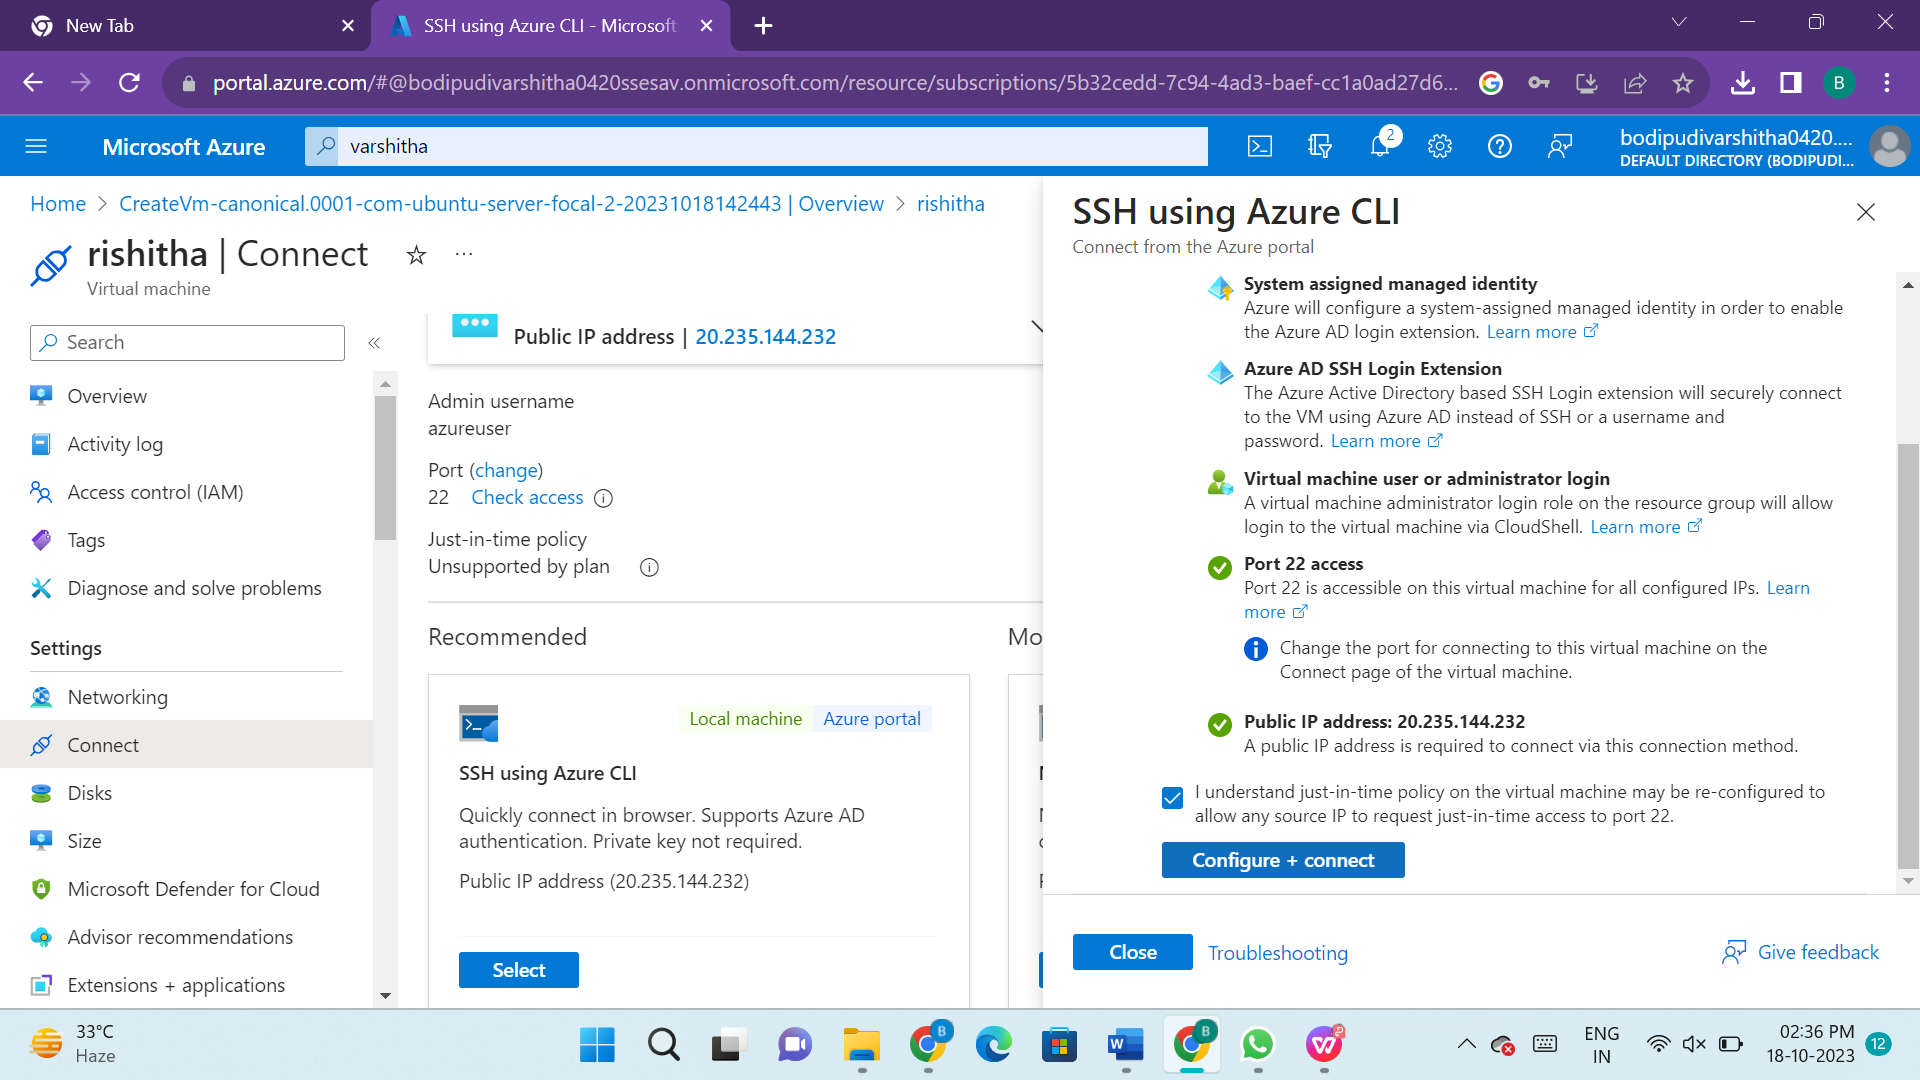 New Tab
SSH using Azure CLI - Microsoft
portal.azure.com/#@bodipudivarshitha0420ssesav.onmicrosoft.com/resource/subscriptions/5b32cedd-7c94-4ad3-baef-cc1a0ad27d6...
B
Microsoft Azure
varshitha
2
bodipudivarshitha0420....
DEFAULT DIRECTORY (BODIPUDI...
Home > CreateVm-canonical.0001-com-ubuntu-server-focal-2-20231018142443 | Overview > rishitha
rishitha | Connect
...
Virtual machine
Search
Overview
Activity log
Access control (IAM)
Tags
Diagnose and solve problems
Settings
Networking
Connect
Disks
Size
Microsoft Defender for Cloud
Advisor recommendations
Extensions + applications
Public IP address | 20.235.144.232
Admin username
azureuser
Port (change)
22 Check access
Just-in-time policy
Unsupported by plan
Recommended
Mo
Local machine Azure portal
SSH using Azure CLI
Quickly connect in browser. Supports Azure AD
authentication. Private key not required.
Public IP address (20.235.144.232)
Select
SSH using Azure CLI
Connect from the Azure portal
System assigned managed identity
Azure will configure a system-assigned managed identity in order to enable
the Azure AD login extension. Learn more
Azure AD SSH Login Extension
The Azure Active Directory based SSH Login extension will securely connect
to the VM using Azure AD instead of SSH or a username and
password. Learn more
Virtual machine user or administrator login
A virtual machine administrator login role on the resource group will allow
login to the virtual machine via CloudShell. Learn more
Port 22 access
Port 22 is accessible on this virtual machine for all configured IPs. Learn
more
Change the port for connecting to this virtual machine on the
Connect page of the virtual machine.
Public IP address: 20.235.144.232
A public IP address is required to connect via this connection method.
I understand just-in-time policy on the virtual machine may be re-configured to
allow any source IP to request just-in-time access to port 22.
Configure + connect
Close
Troubleshooting
Give feedback
33°C
Haze
B
W
B
ENG
IN
02:36 PM
18-10-2023
12